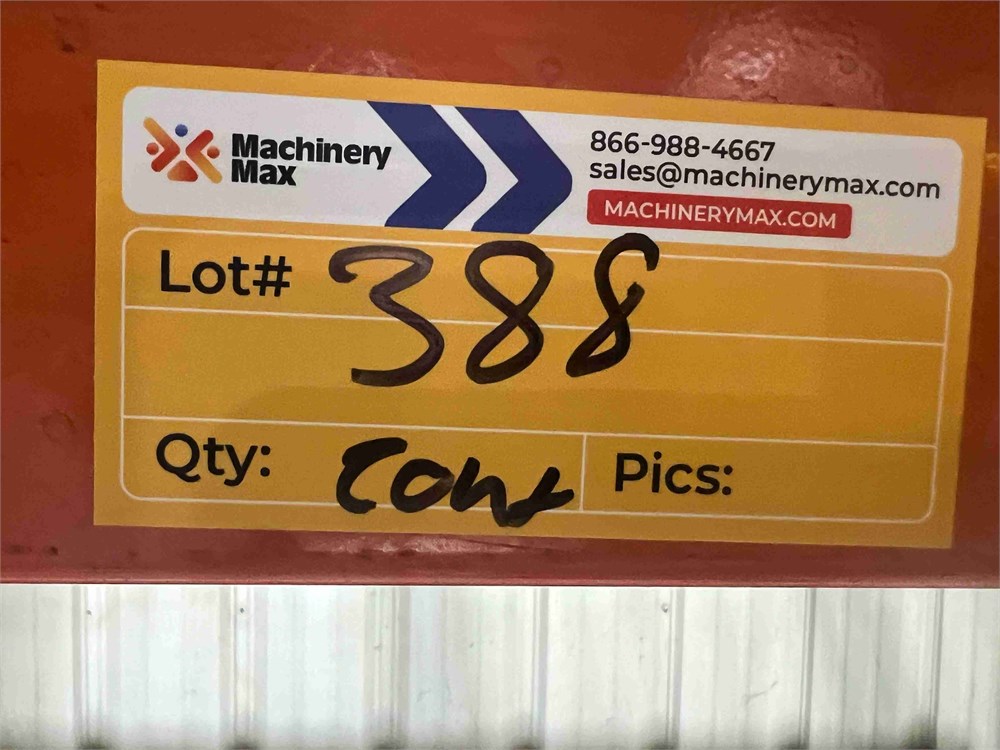 Machinery
Max
866-988-4667
sales@machinerymax.com
MACHINERYMAX.COM
Lot# 388
Qty: Cont
Pics: